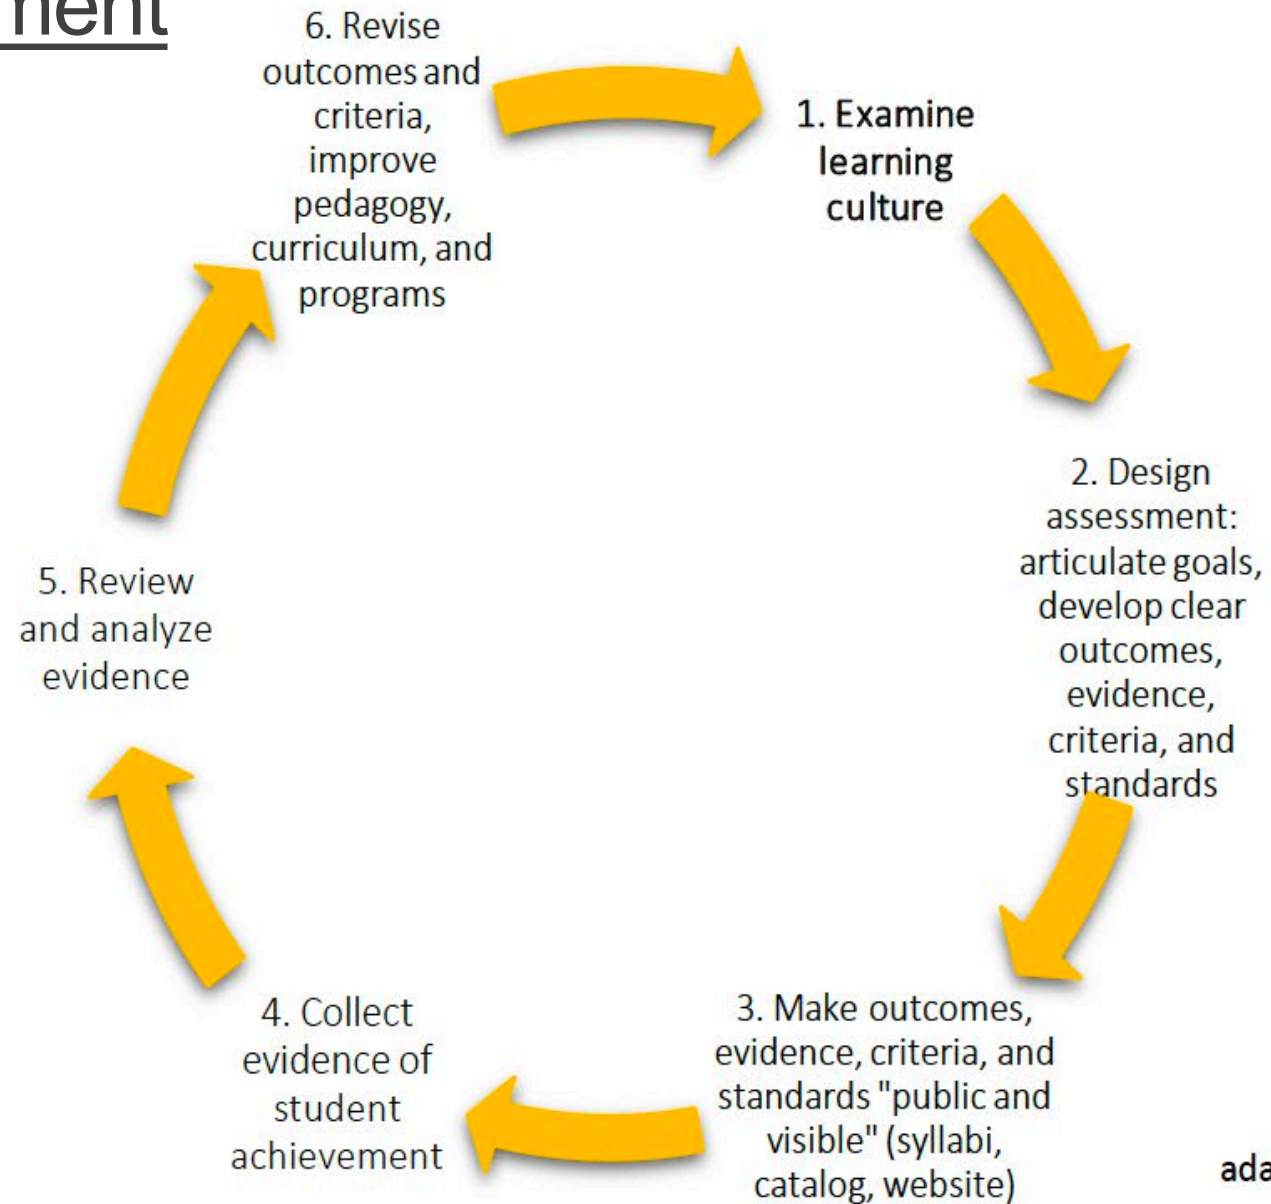 ment
6. Revise
outcomes and
criteria,
improve
pedagogy,
curriculum, and
programs
1. Examine
learning
culture
2. Design
assessment:
articulate goals,
develop clear
outcomes,
evidence,
criteria, and
standards
3. Make outcomes,
evidence, criteria, and
standards "public and
visible" (syllabi,
catalog, website)
4. Collect
evidence of
student
achievement
5. Review
and analyze
evidence
ada